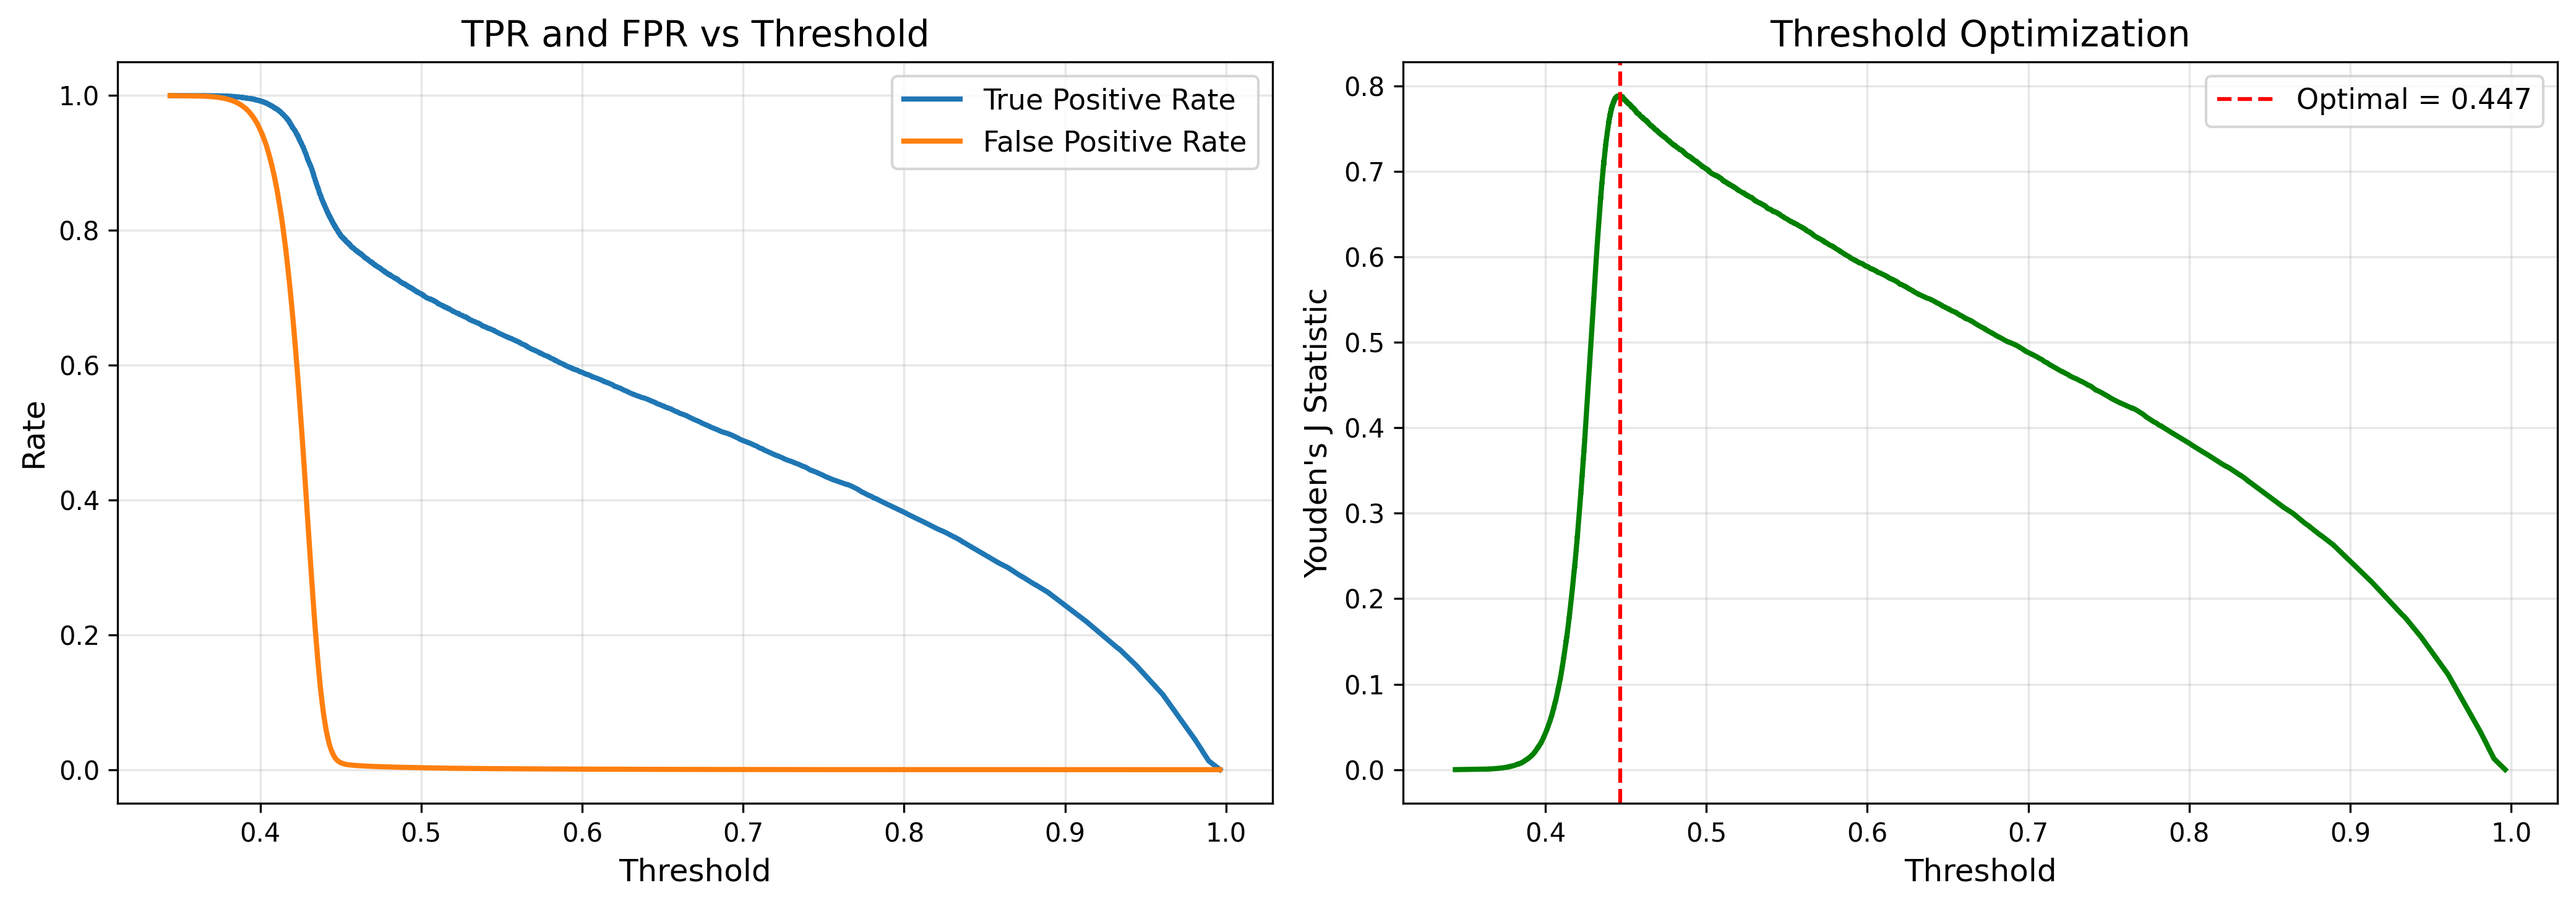 TPR and FPR vs Threshold
True Positive Rate
False Positive Rate
Rate
1.0
0.8
0.6
0.4
0.2
0.0
0.4 0.5 0.6 0.7 0.8 0.9 1.0
Threshold
Threshold Optimization
Optimal = 0.447
Youden's J Statistic
0.8
0.7
0.6
0.5
0.4
0.3
0.2
0.1
0.0
0.4 0.5 0.6 0.7 0.8 0.9 1.0
Threshold